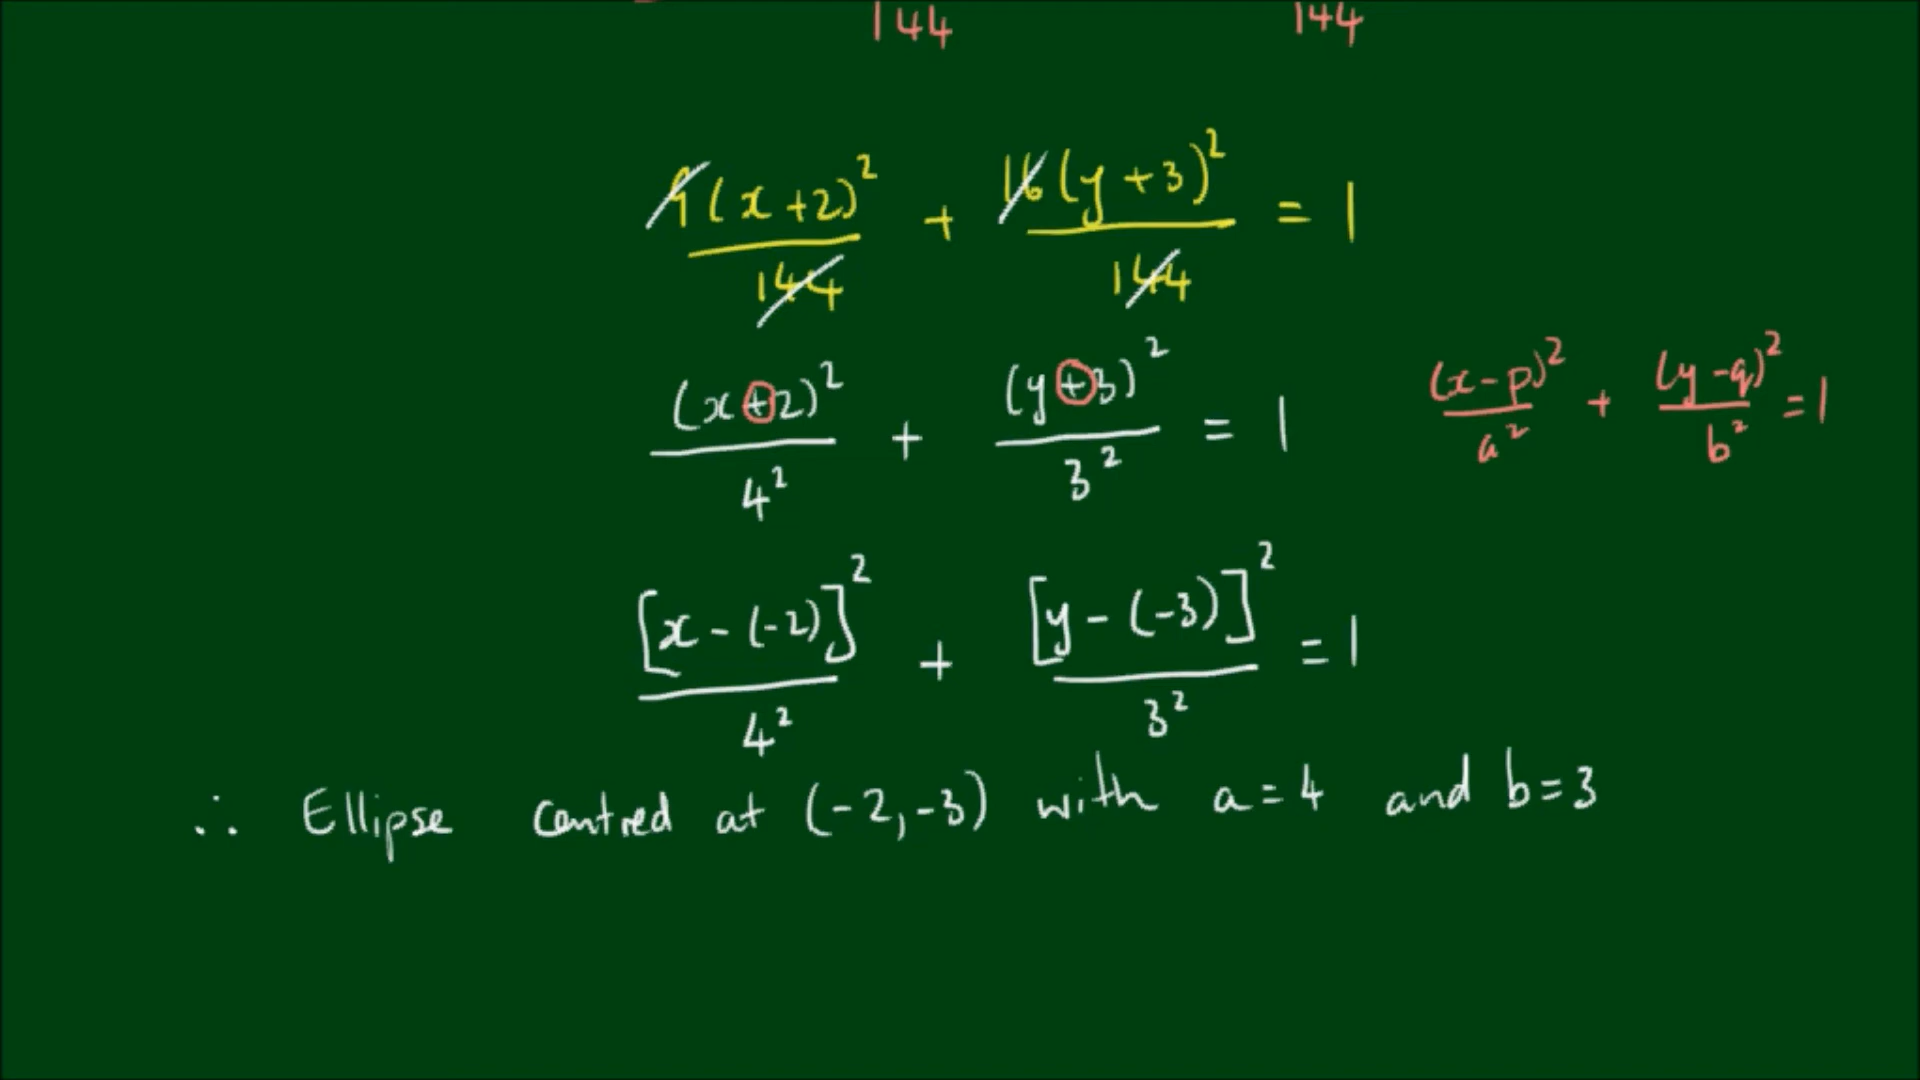 144 144
9(x+2)² / 144 + 16(y+3)² / 144 = 1
(x+2)² / 4² + (y+3)² / 3² = 1 (x-p)² / a² + (y-q)² / b² = 1
[x-(-2)]² / 4² + [y-(-3)]² / 3² = 1
∴ Ellipse centred at (-2,-3) with a=4 and b=3